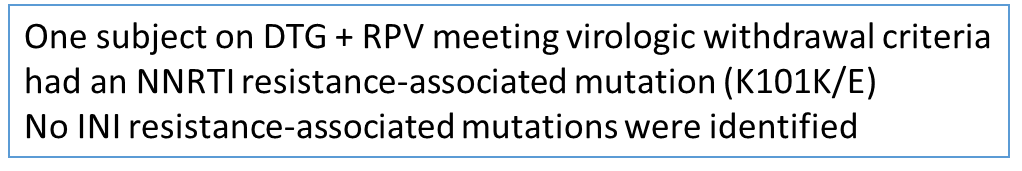 One subject on DTG + RPV meeting virologic withdrawal criteria
had an NNRTI resistance-associated mutation (K101K/E)
No INI resistance-associated mutations were identified